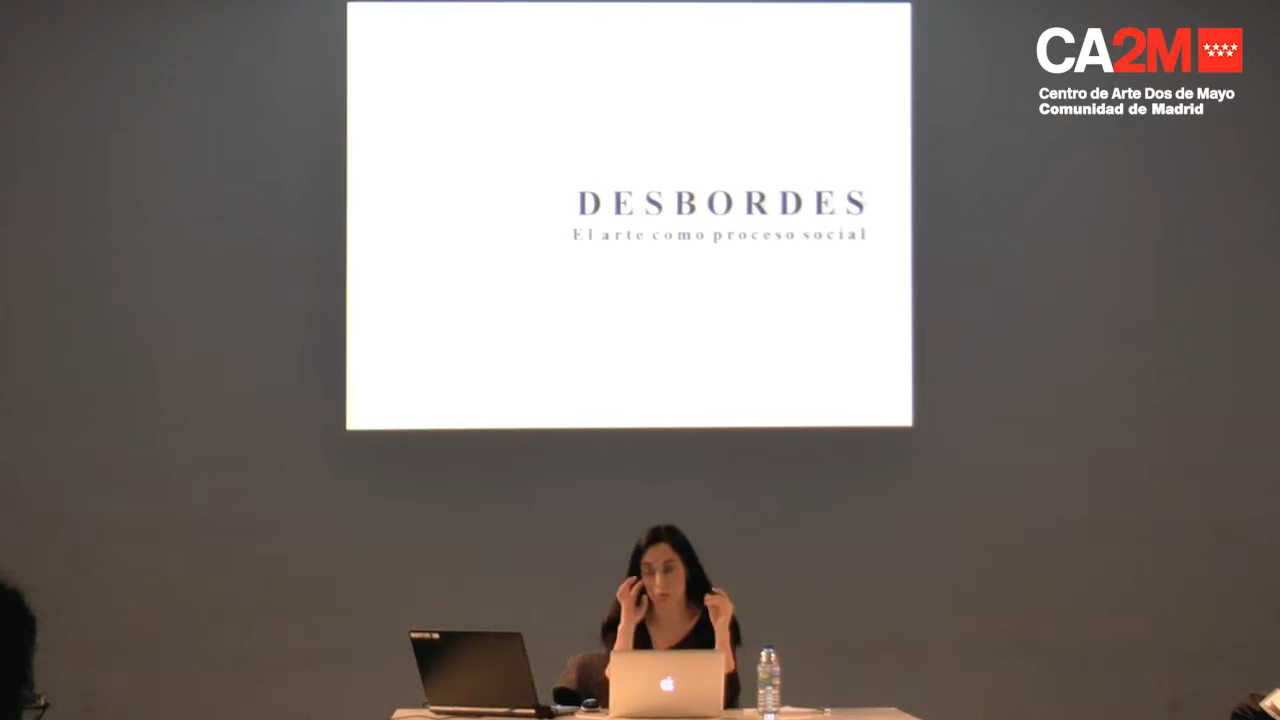 DESBORDES
El arte como proceso social
CA2M
Centro de Arte Dos de Mayo
Comunidad de Madrid